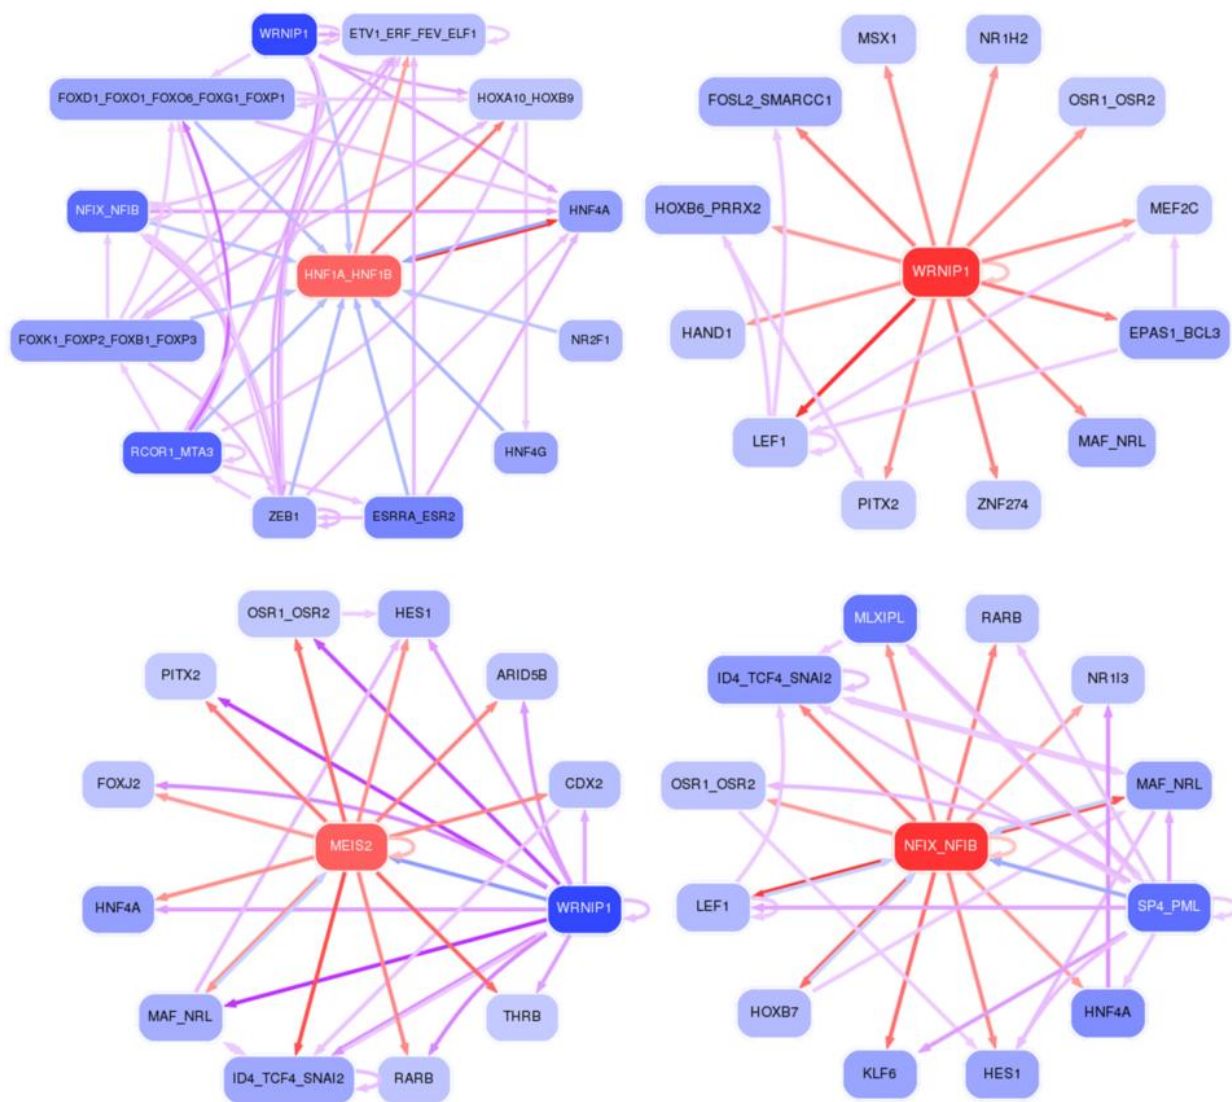 WRNIP1
ETV1_ERF_FEV_ELF1
FOXD1_FOXO1_FOXO6_FOXG1_FOXP1
HOXA10_HOXB9
NFIX_NFIB
HNF4A
HNF1A_HNF1B
FOXK1_FOXP2_FOXB1_FOXP3
NR2F1
RCOR1_MTA3
HNF4G
ZEB1
ESRRA_ESR2
MSX1
NR1H2
FOSL2_SMARCC1
OSR1_OSR2
HOXB6_PRRX2
MEF2C
WRNIP1
HAND1
EPAS1_BCL3
LEF1
MAF_NRL
PITX2
ZNF274
OSR1_OSR2
HES1
PITX2
ARID5B
FOXJ2
CDX2
MEIS2
HNF4A
WRNIP1
MAF_NRL
THRB
ID4_TCF4_SNAI2
RARB
MLXIPL
RARB
ID4_TCF4_SNAI2
NR1I3
OSR1_OSR2
MAF_NRL
NFIX_NFIB
LEF1
SP4_PML
HOXB7
HNF4A
KLF6
HES1